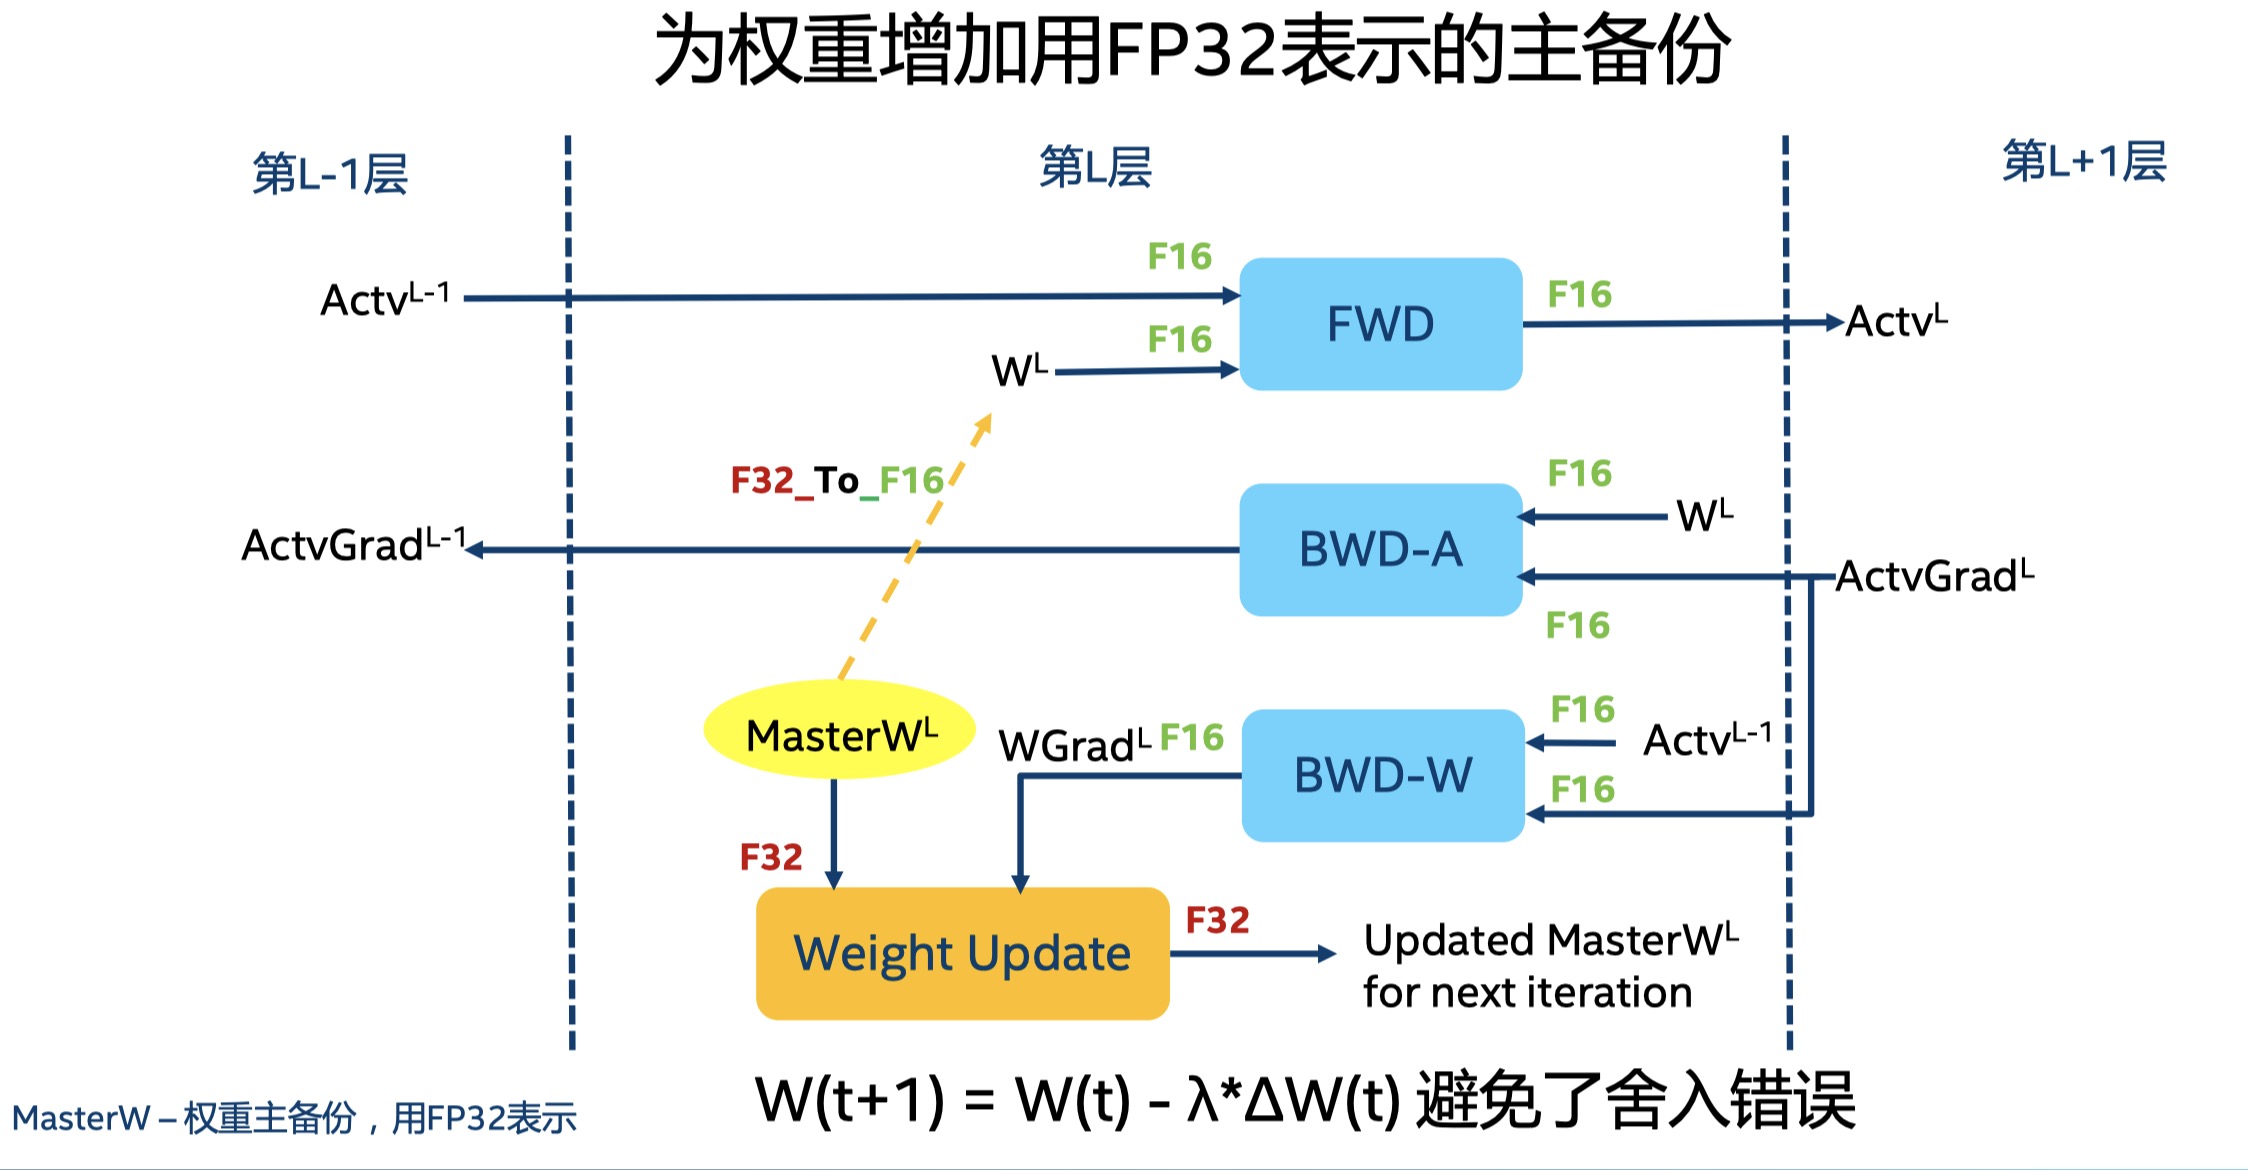 为权重增加用FP32表示的主备份
第L-1层
第L层
第L+1层
F16
Actv^L-1
FWD
F16
Actv^L
F16
W^L
F32_To_F16
F16
W^L
ActvGrad^L-1
BWD-A
ActvGrad^L
F16
MasterW^L
WGrad^L F16
BWD-W
F16
Actv^L-1
F16
F32
Weight Update
F32
Updated MasterW^L
for next iteration
W(t+1) = W(t) - λ*ΔW(t) 避免了舍入错误
MasterW – 权重主备份，用FP32表示